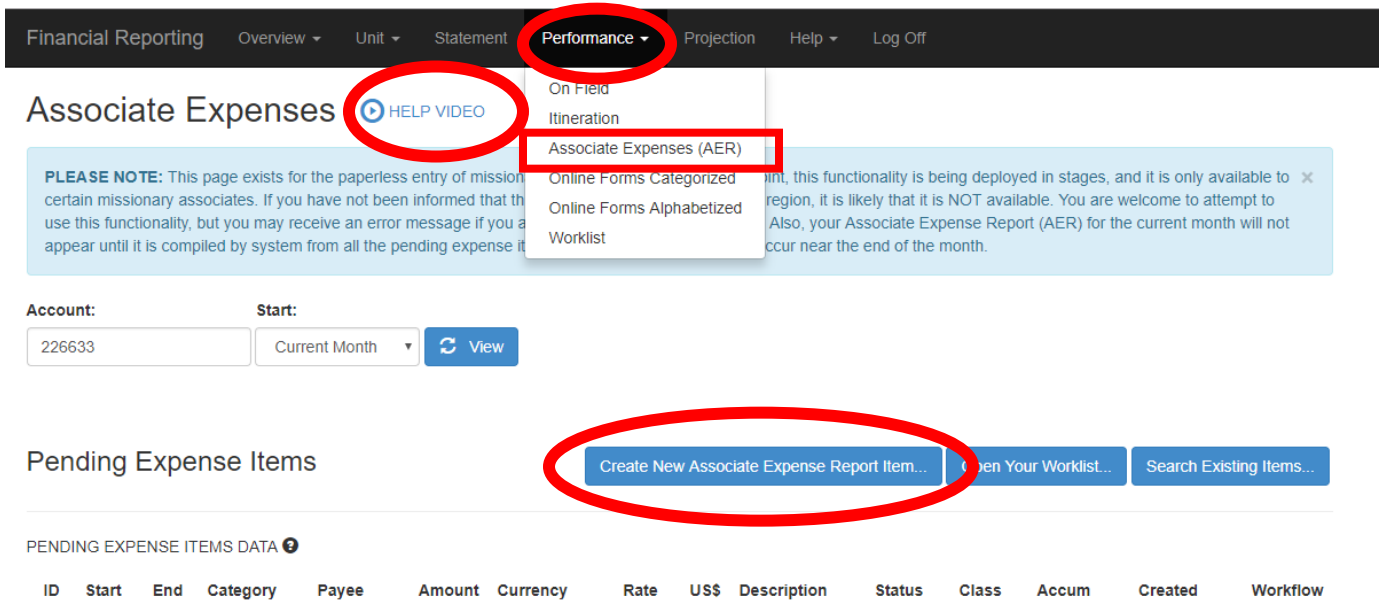 Financial Reporting Overview Unit Statement Performance Projection Help Log Off
Associate Expenses HELP VIDEO
On Field
Itineration
Associate Expenses (AER)
Online Forms Categorized
Online Forms Alphabetized
Worklist
PLEASE NOTE: This page exists for the paperless entry of mission int, this functionality is being deployed in stages, and it is only available to ×
certain missionary associates. If you have not been informed that th region, it is likely that it is NOT available. You are welcome to attempt to
use this functionality, but you may receive an error message if you a Also, your Associate Expense Report (AER) for the current month will not
appear until it is compiled by system from all the pending expense it ccur near the end of the month.
Account: Start:
226633 Current Month View
Pending Expense Items Create New Associate Expense Report Item... Open Your Worklist... Search Existing Items...
PENDING EXPENSE ITEMS DATA ?
ID Start End Category Payee Amount Currency Rate US$ Description Status Class Accum Created Workflow